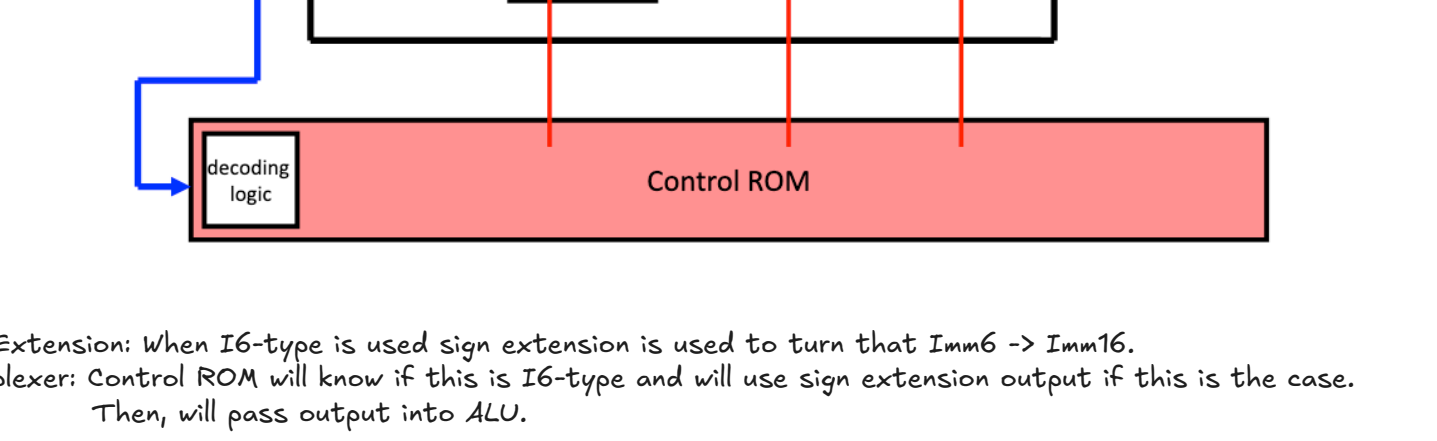 decoding
logic
Control ROM
Extension: When I6-type is used sign extension is used to turn that Imm6 -> Imm16.
plexer: Control ROM will know if this is I6-type and will use sign extension output if this is the case.
Then, will pass output into ALU.